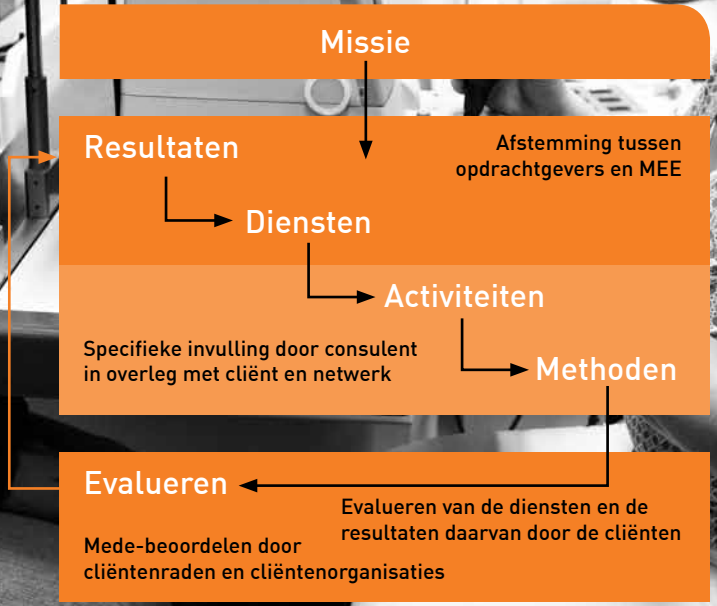 Missie
Resultaten
Afstemming tussen
opdrachtgevers en MEE
Diensten
Activiteiten
Specifieke invulling door consulent
in overleg met cliënt en netwerk
Methoden
Evalueren
Evalueren van de diensten en de
resultaten daarvan door de cliënten
Mede-beoordelen door
cliëntenraden en cliëntenorganisaties